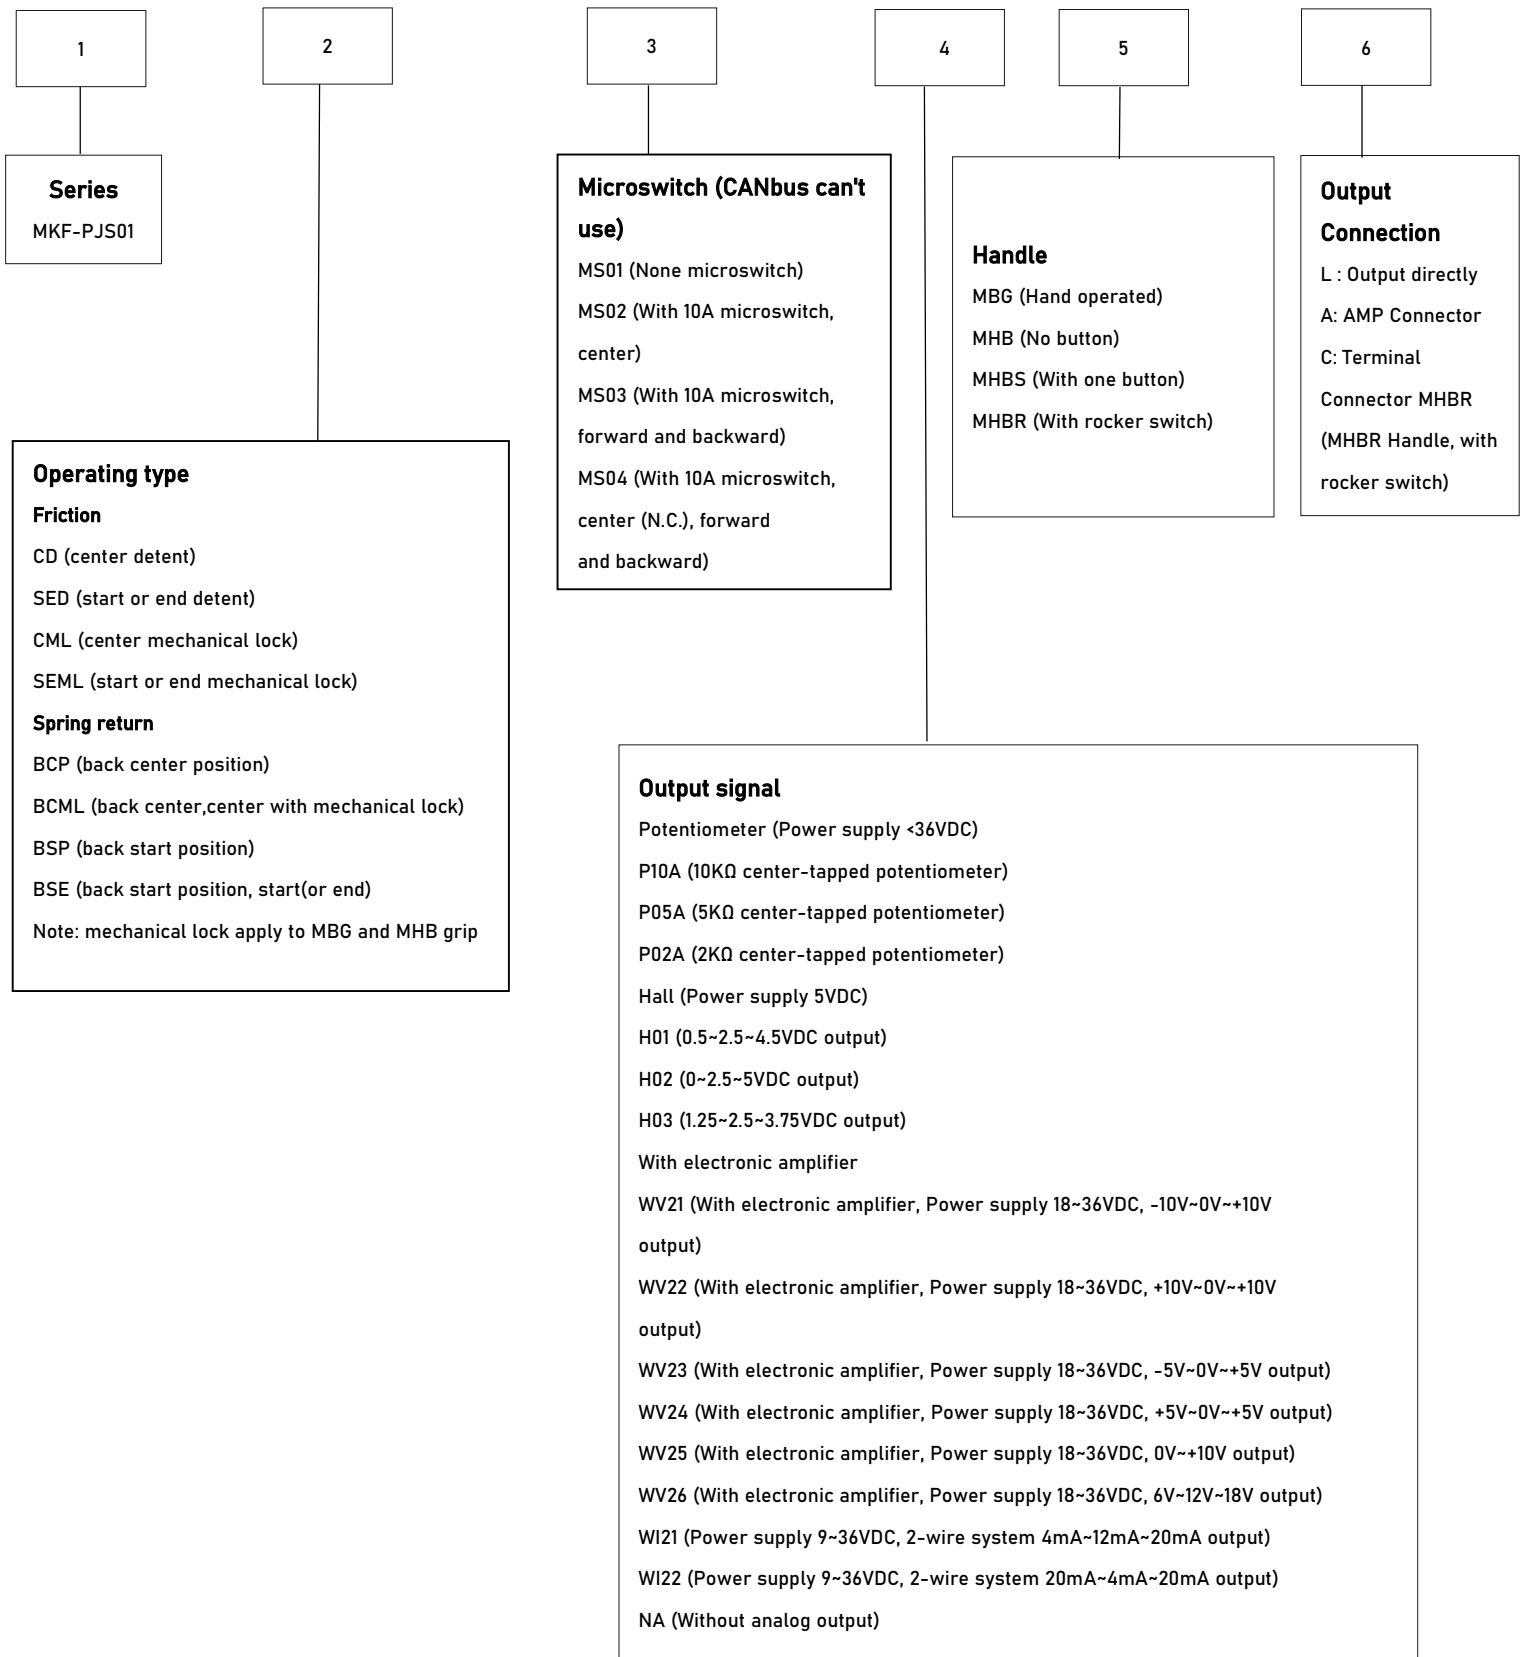 1
2
3
4
5
6
Series
MKF-PJS01
Operating type
Friction
CD (center detent)
SED (start or end detent)
CML (center mechanical lock)
SEML (start or end mechanical lock)
Spring return
BCP (back center position)
BCML (back center,center with mechanical lock)
BSP (back start position)
BSE (back start position, start(or end)
Note: mechanical lock apply to MBG and MHB grip
Microswitch (CANbus can't
use)
MS01 (None microswitch)
MS02 (With 10A microswitch,
center)
MS03 (With 10A microswitch,
forward and backward)
MS04 (With 10A microswitch,
center (N.C.), forward
and backward)
Output signal
Potentiometer (Power supply <36VDC)
P10A (10KΩ center-tapped potentiometer)
P05A (5KΩ center-tapped potentiometer)
P02A (2KΩ center-tapped potentiometer)
Hall (Power supply 5VDC)
H01 (0.5~2.5~4.5VDC output)
H02 (0~2.5~5VDC output)
H03 (1.25~2.5~3.75VDC output)
With electronic amplifier
WV21 (With electronic amplifier, Power supply 18~36VDC, -10V~0V~+10V
output)
WV22 (With electronic amplifier, Power supply 18~36VDC, +10V~0V~+10V
output)
WV23 (With electronic amplifier, Power supply 18~36VDC, -5V~0V~+5V output)
WV24 (With electronic amplifier, Power supply 18~36VDC, +5V~0V~+5V output)
WV25 (With electronic amplifier, Power supply 18~36VDC, 0V~+10V output)
WV26 (With electronic amplifier, Power supply 18~36VDC, 6V~12V~18V output)
WI21 (Power supply 9~36VDC, 2-wire system 4mA~12mA~20mA output)
WI22 (Power supply 9~36VDC, 2-wire system 20mA~4mA~20mA output)
NA (Without analog output)
Handle
MBG (Hand operated)
MHB (No button)
MHBS (With one button)
MHBR (With rocker switch)
Output
Connection
L : Output directly
A: AMP Connector
C: Terminal
Connector MHBR
(MHBR Handle, with
rocker switch)